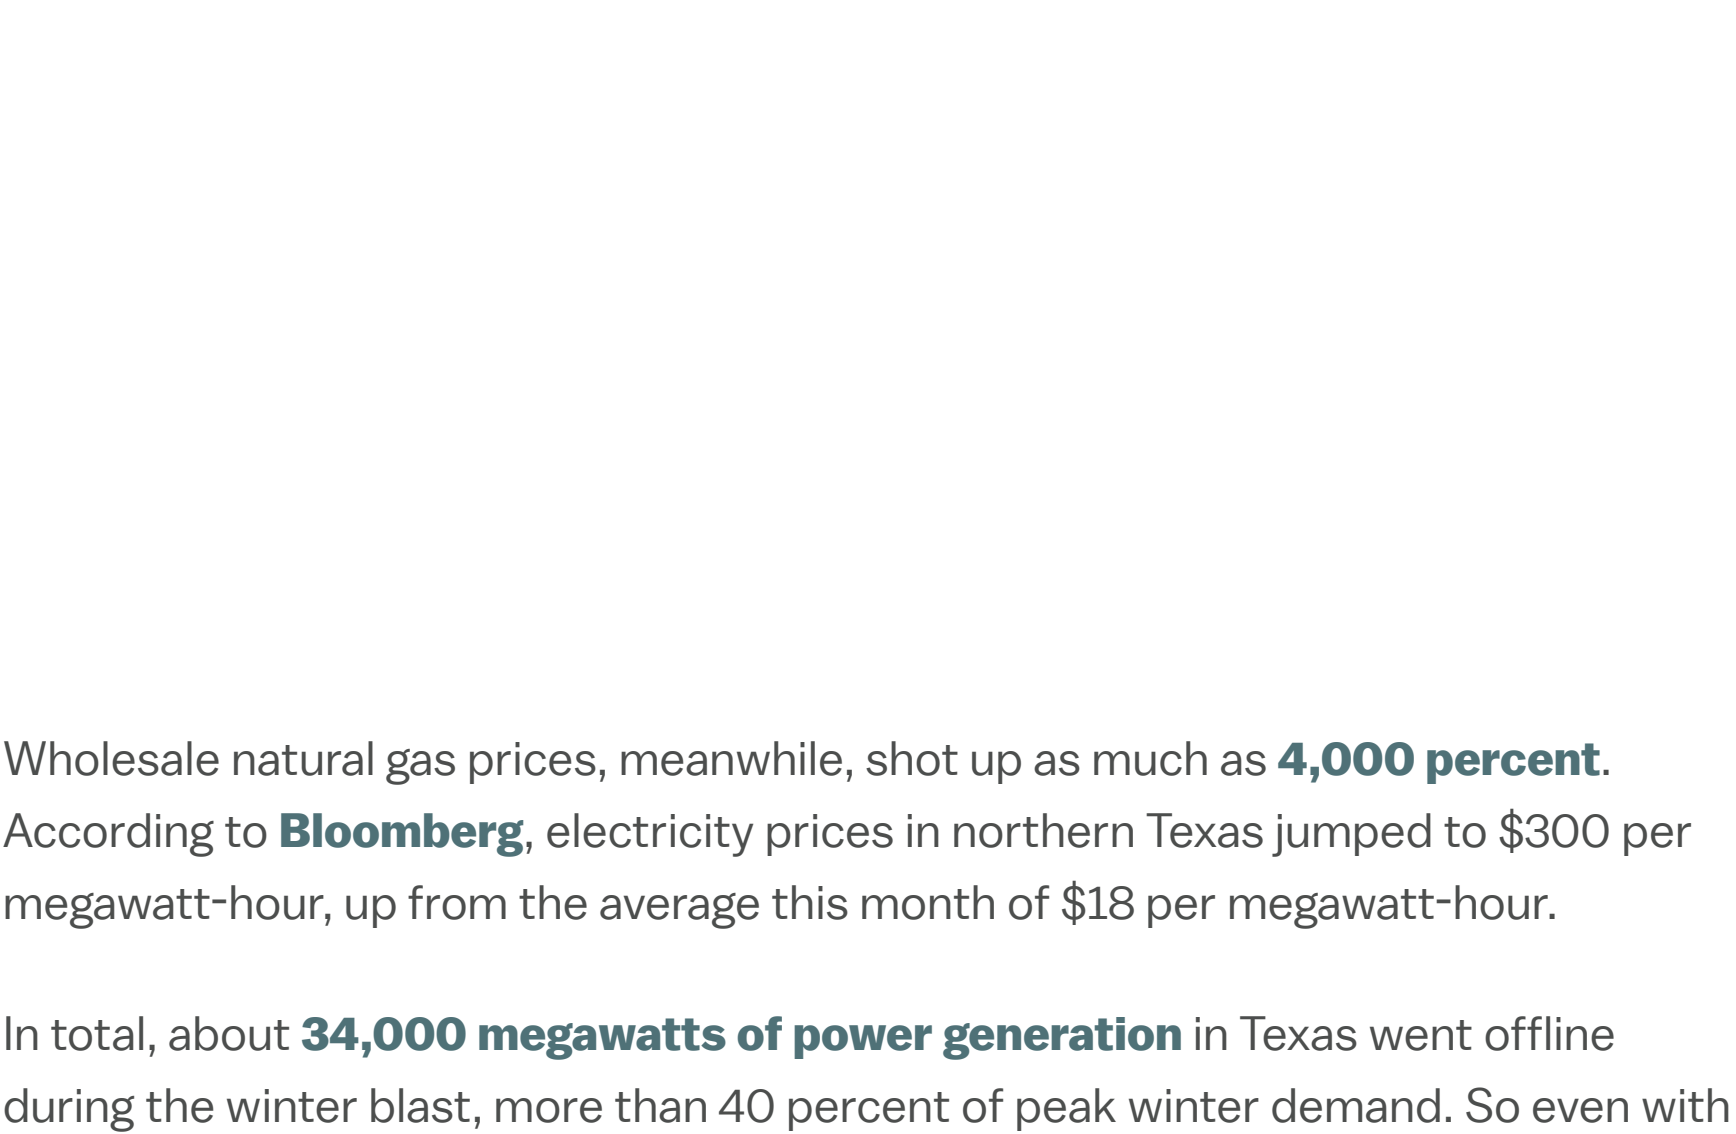 Wholesale natural gas prices, meanwhile, shot up as much as 4,000 percent.
According to Bloomberg, electricity prices in northern Texas jumped to $300 per
megawatt-hour, up from the average this month of $18 per megawatt-hour.
In total, about 34,000 megawatts of power generation in Texas went offline
during the winter blast, more than 40 percent of peak winter demand. So even with